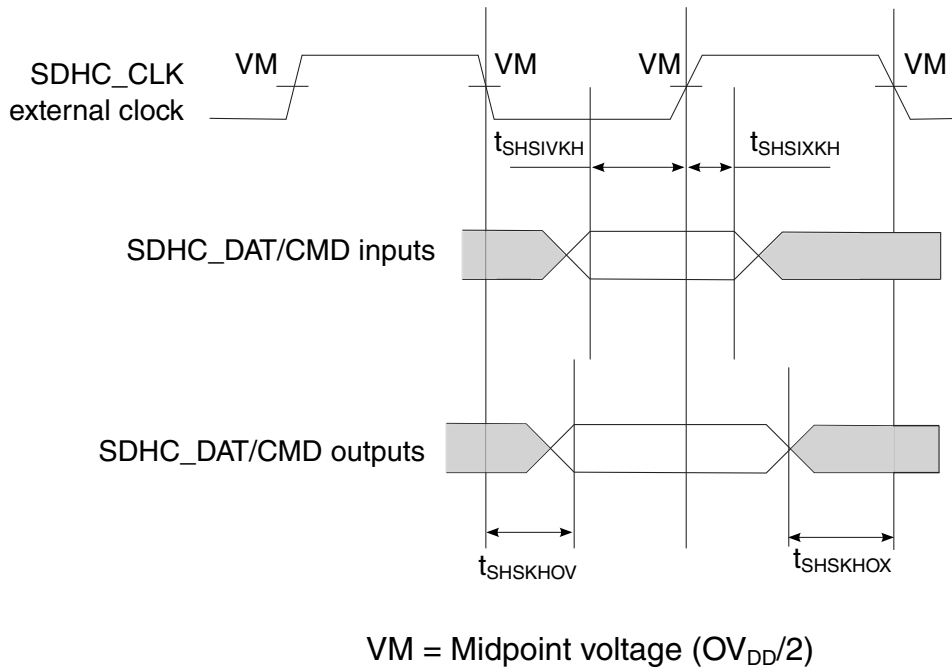 VM VM VM VM
SDHC_CLK
external clock
tSHSIVKH tSHSIXKH
SDHC_DAT/CMD inputs
SDHC_DAT/CMD outputs
tSHSKHOV tSHSKHOX
VM = Midpoint voltage (OVDD/2)